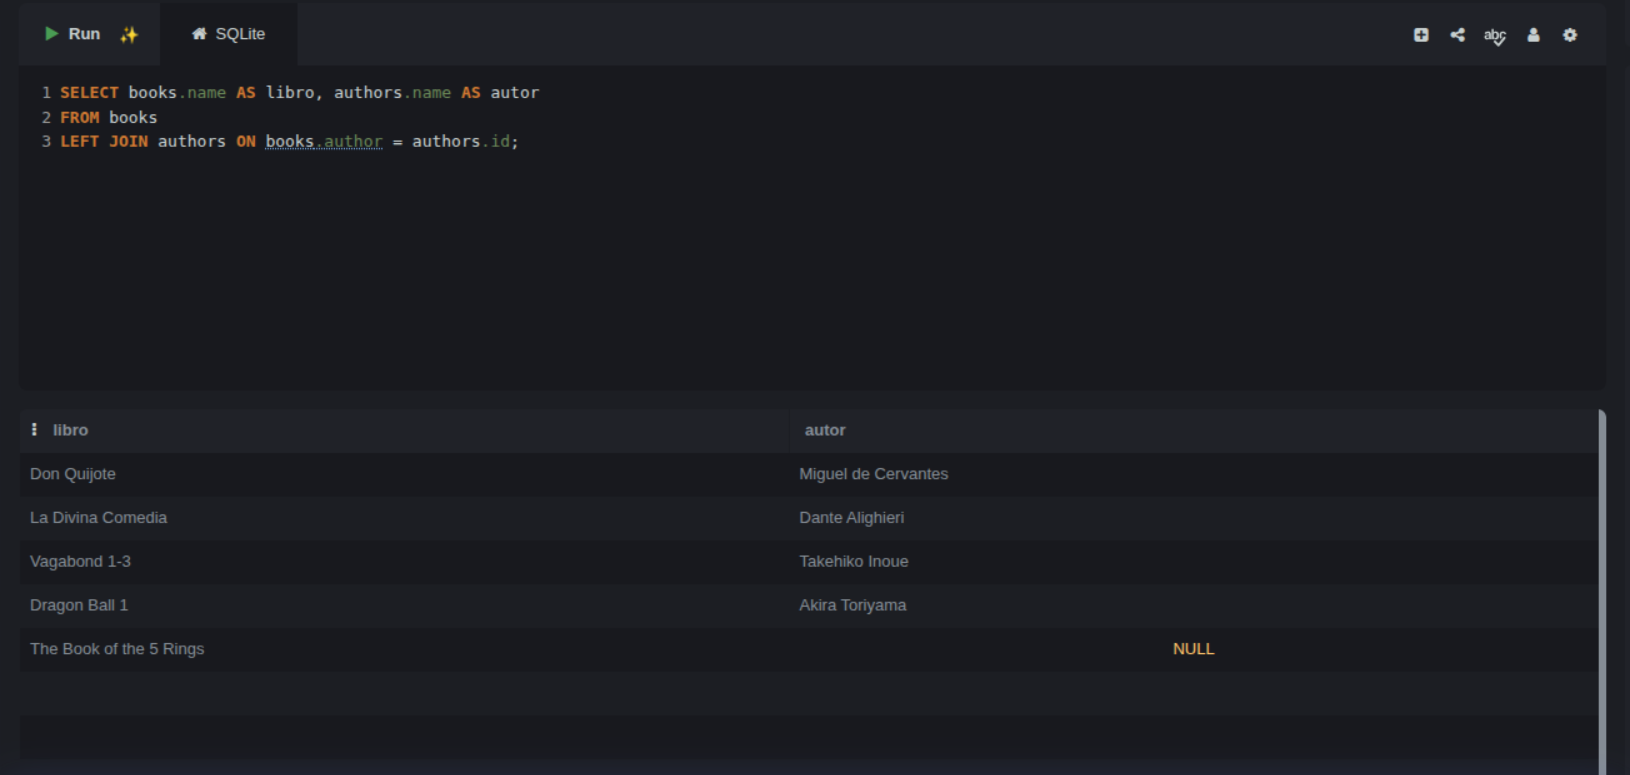 Run ✨ SQLite abc
1 SELECT books.name AS libro, authors.name AS autor
2 FROM books
3 LEFT JOIN authors ON books.author = authors.id;
libro autor
Don Quijote Miguel de Cervantes
La Divina Comedia Dante Alighieri
Vagabond 1-3 Takehiko Inoue
Dragon Ball 1 Akira Toriyama
The Book of the 5 Rings NULL